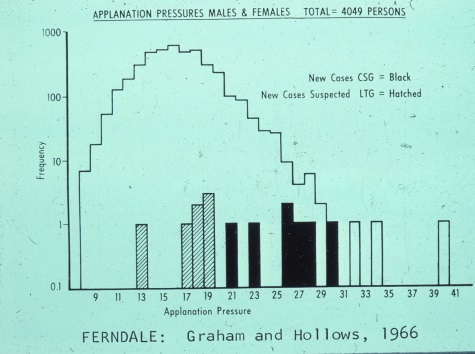 APPLANATION PRESSURES MALES & FEMALES TOTAL= 4049 PERSONS
1000
New Cases CSG = Black
100
New Cases Suspected LTG = Hatched
Frequency
10
1
0.1
9 11 13 15 17 19 21 23 25 27 29 31 33 35 37 39 41
Applanation Pressure
FERNDALE: Graham and Hollows, 1966